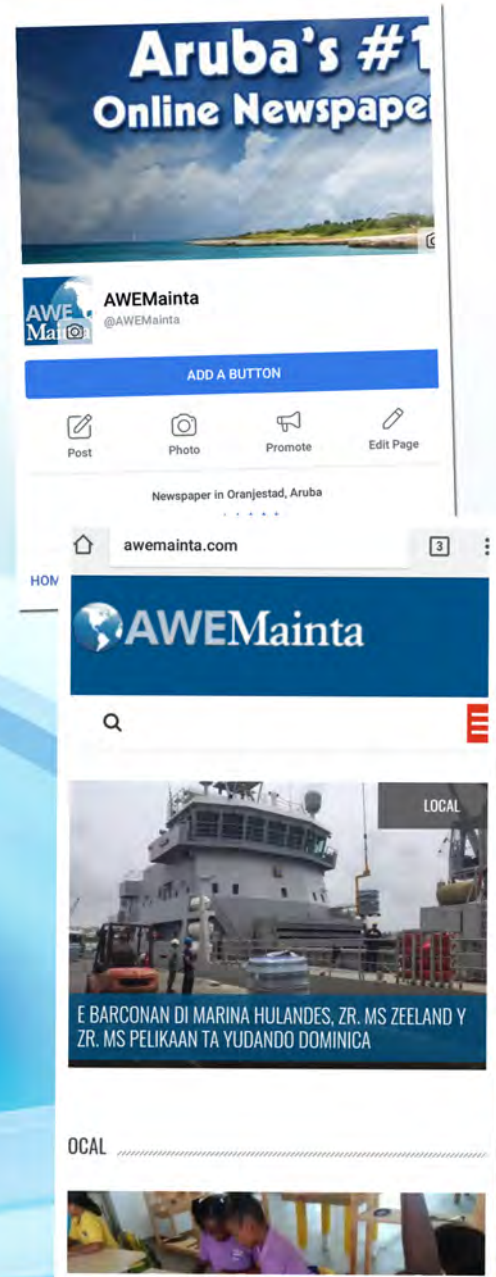 Aruba's #1
Online Newspaper
AWE
Mai
AWEMainta
@AWEMainta
ADD A BUTTON
Post
Photo
Promote
Edit Page
Newspaper in Oranjestad, Aruba
HOM
awemainta.com
3
AWEMainta
LOCAL
E BARCONAN DI MARINA HULANDES, ZR. MS ZEELAND Y
ZR. MS PELIKAAN TA YUDANDO DOMINICA
OCAL